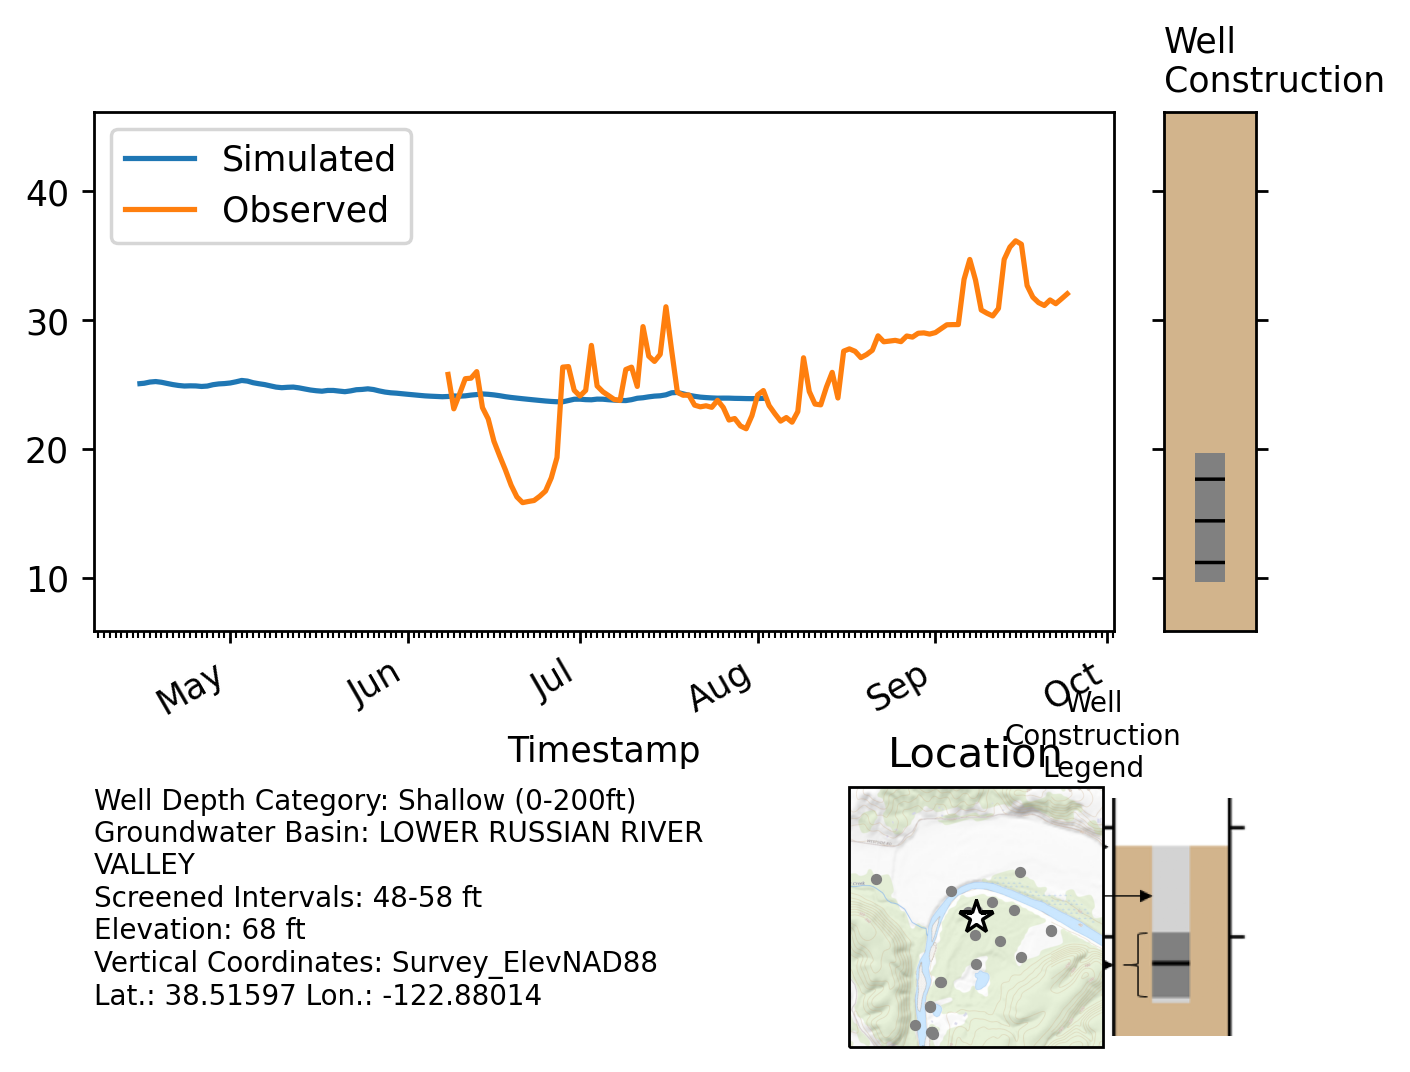 Well
Construction
Simulated
Observed
40
30
20
10
May
Jun
Jul
Aug
Sep
Oct
Timestamp
Well
Construction
Legend
Location
Well Depth Category: Shallow (0-200ft)
Groundwater Basin: LOWER RUSSIAN RIVER
VALLEY
Screened Intervals: 48-58 ft
Elevation: 68 ft
Vertical Coordinates: Survey_ElevNAD88
Lat.: 38.51597 Lon.: -122.88014